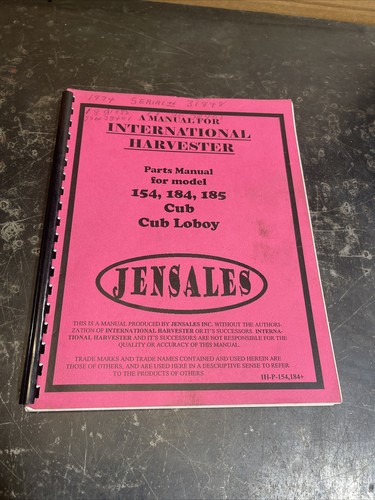 1974 SERIAL#
A MANUAL FOR
INTERNATIONAL
HARVESTER
Parts Manual
for model
154, 184, 185
Cub
Cub Loboy
JENSALES
THIS IS A MANUAL PRODUCED BY JENSALES INC. WITHOUT THE AUTHORI-
ZATION OF INTERNATIONAL HARVESTER OR IT'S SUCCESSORS. INTERNA-
TIONAL HARVESTER AND IT'S SUCCESSORS ARE NOT RESPONSIBLE FOR THE
QUALITY OR ACCURACY OF THIS MANUAL.
TRADE MARKS AND TRADE NAMES CONTAINED AND USED HEREIN ARE
THOSE OF OTHERS, AND ARE USED HERE IN A DESCRIPTIVE SENSE TO REFER
TO THE PRODUCTS OF OTHERS.
IH-P-154,184+